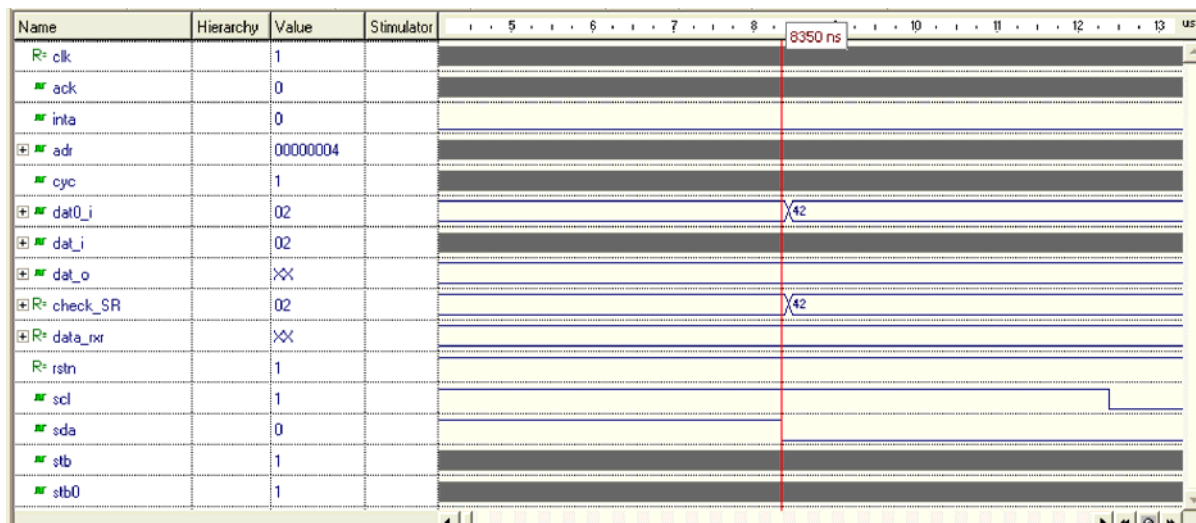 Name Hierarchy Value Stimulator 5 6 7 8 10 11 12 13 us
8350 ns
R= clk 1
ack 0
inta 0
adr 00000004
cyc 1
dat0_i 02 42
dat_i 02
dat_o XX
R= check_SR 02 42
R= data_rxr XX
R= rstn 1
scl 1
sda 0
stb 1
stb0 1